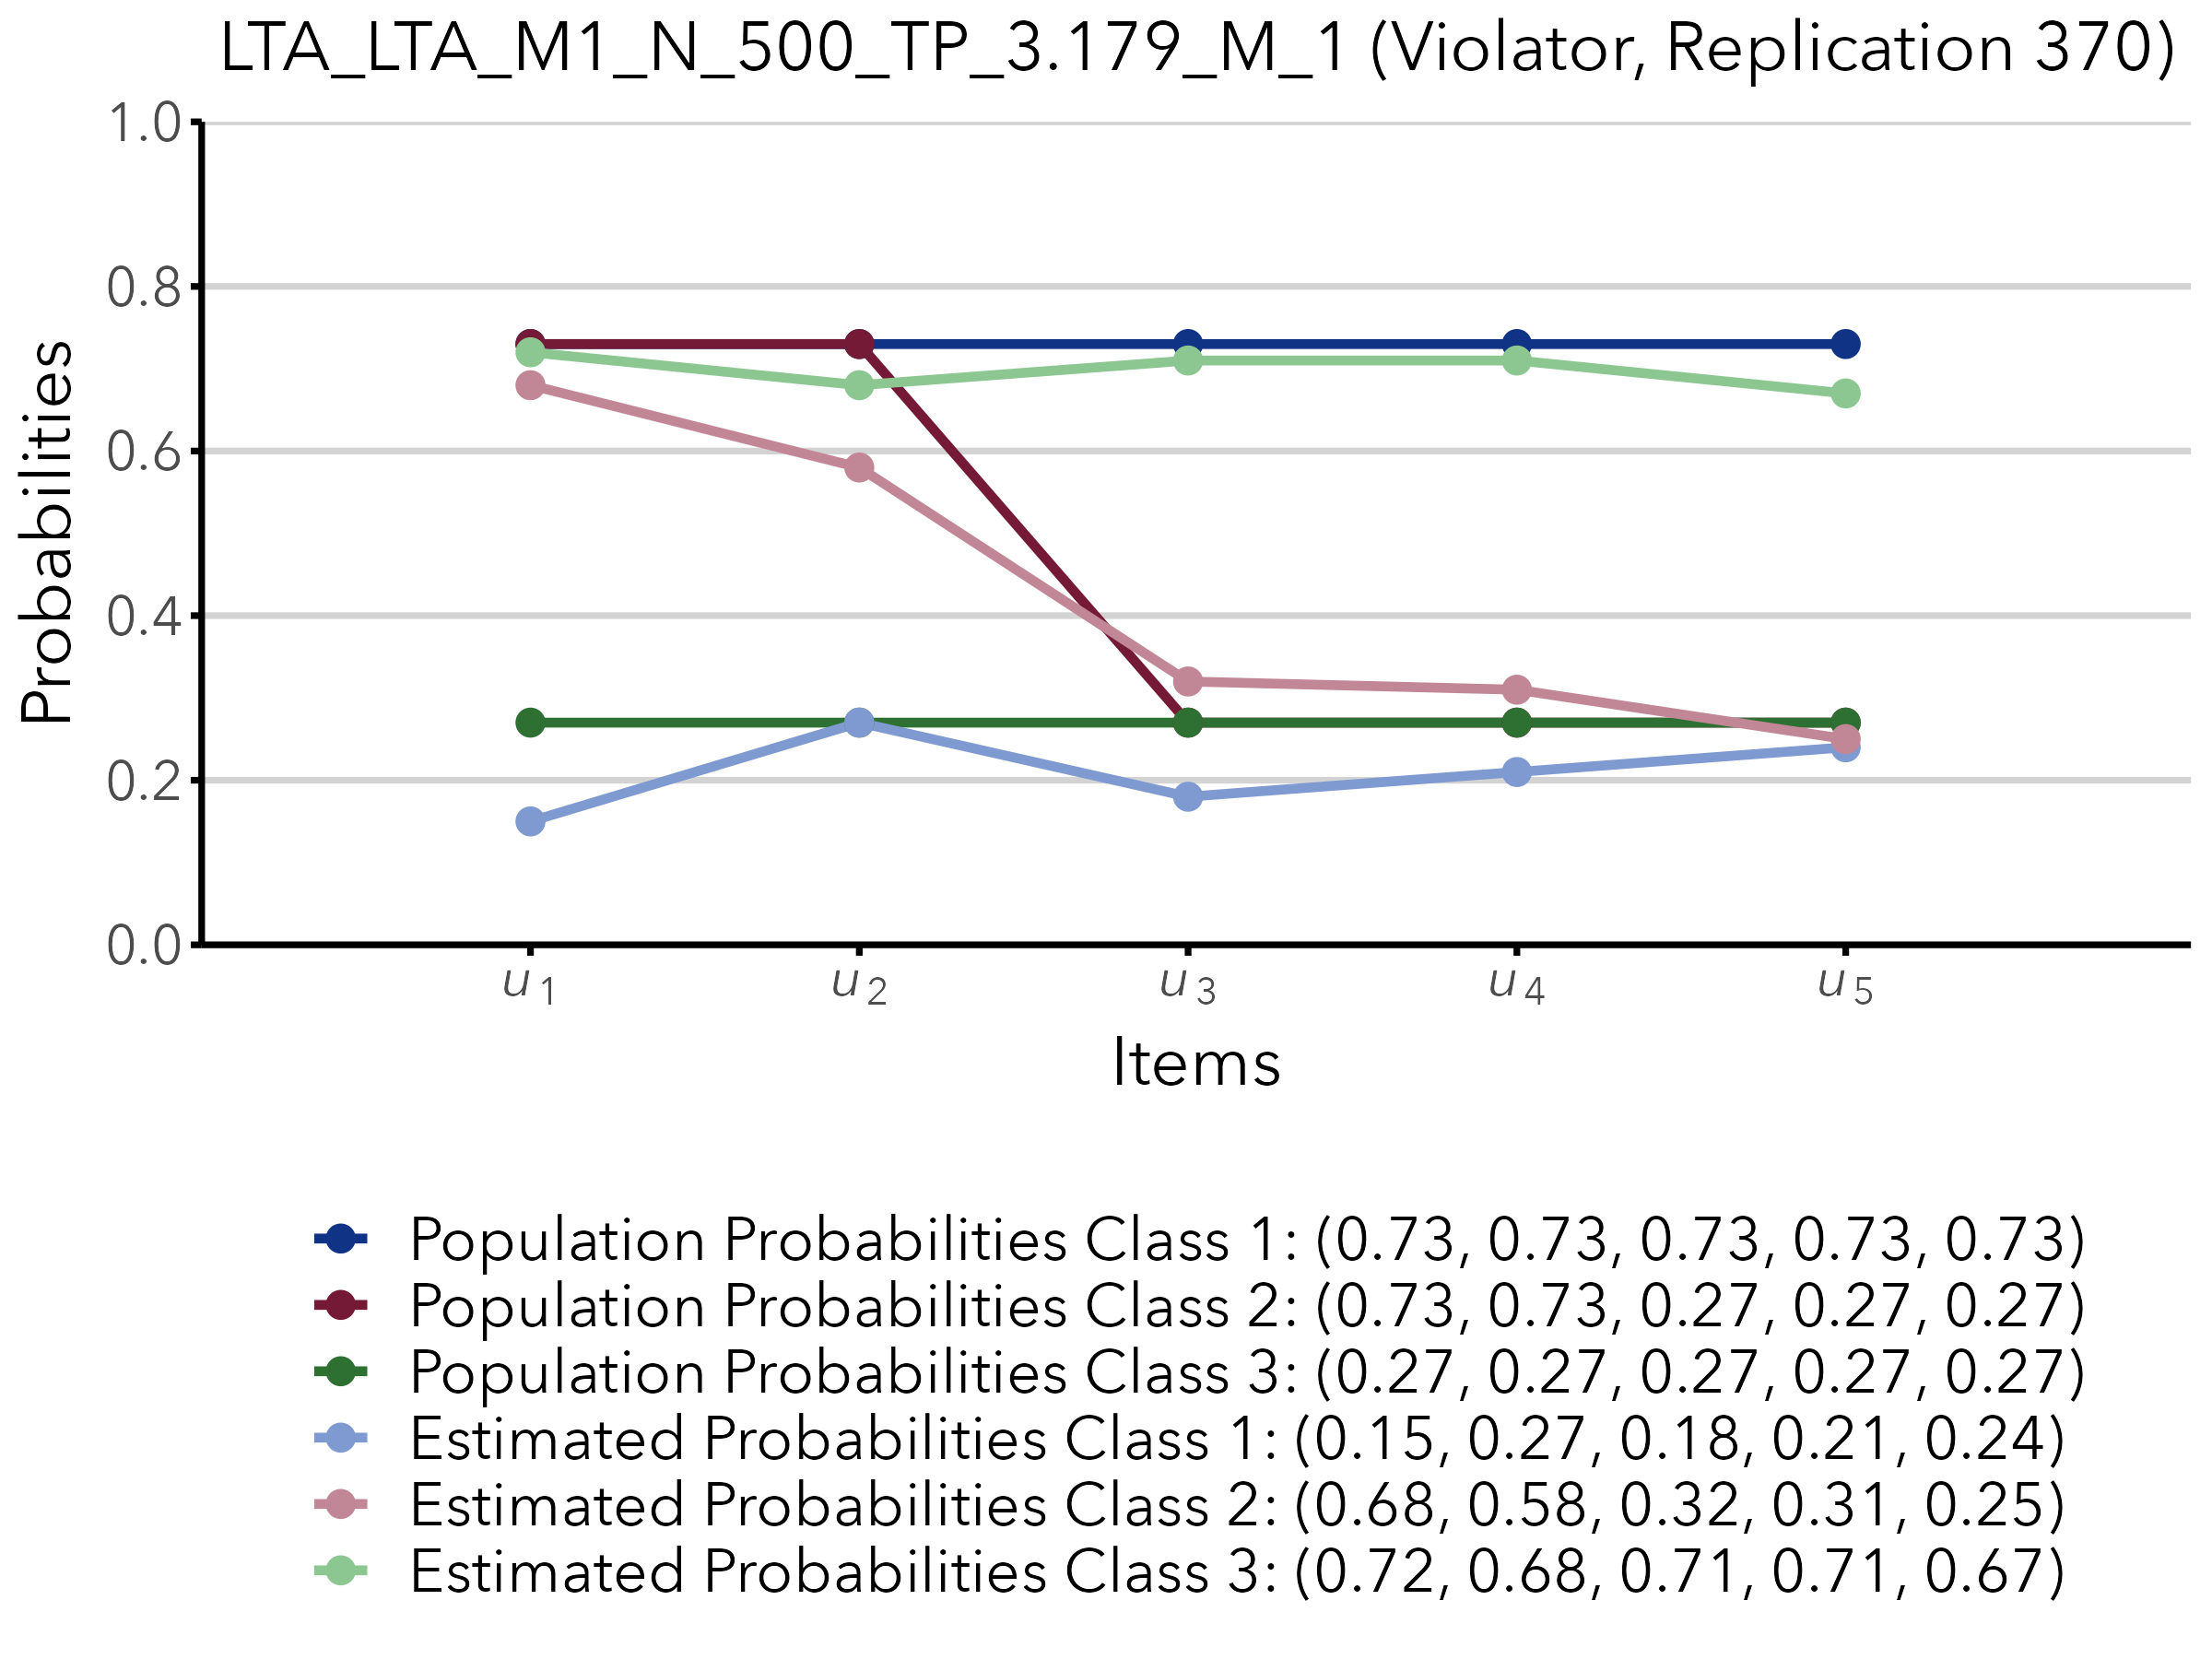 LTA_LTA_M1_N_500_TP_3.179_M_1 (Violator, Replication 370)
1.0
0.8
0.6
0.4
0.2
0.0
Probabilities
u1 u2 u3 u4 u5
Items
Population Probabilities Class 1: (0.73, 0.73, 0.73, 0.73, 0.73)
Population Probabilities Class 2: (0.73, 0.73, 0.27, 0.27, 0.27)
Population Probabilities Class 3: (0.27, 0.27, 0.27, 0.27, 0.27)
Estimated Probabilities Class 1: (0.15, 0.27, 0.18, 0.21, 0.24)
Estimated Probabilities Class 2: (0.68, 0.58, 0.32, 0.31, 0.25)
Estimated Probabilities Class 3: (0.72, 0.68, 0.71, 0.71, 0.67)